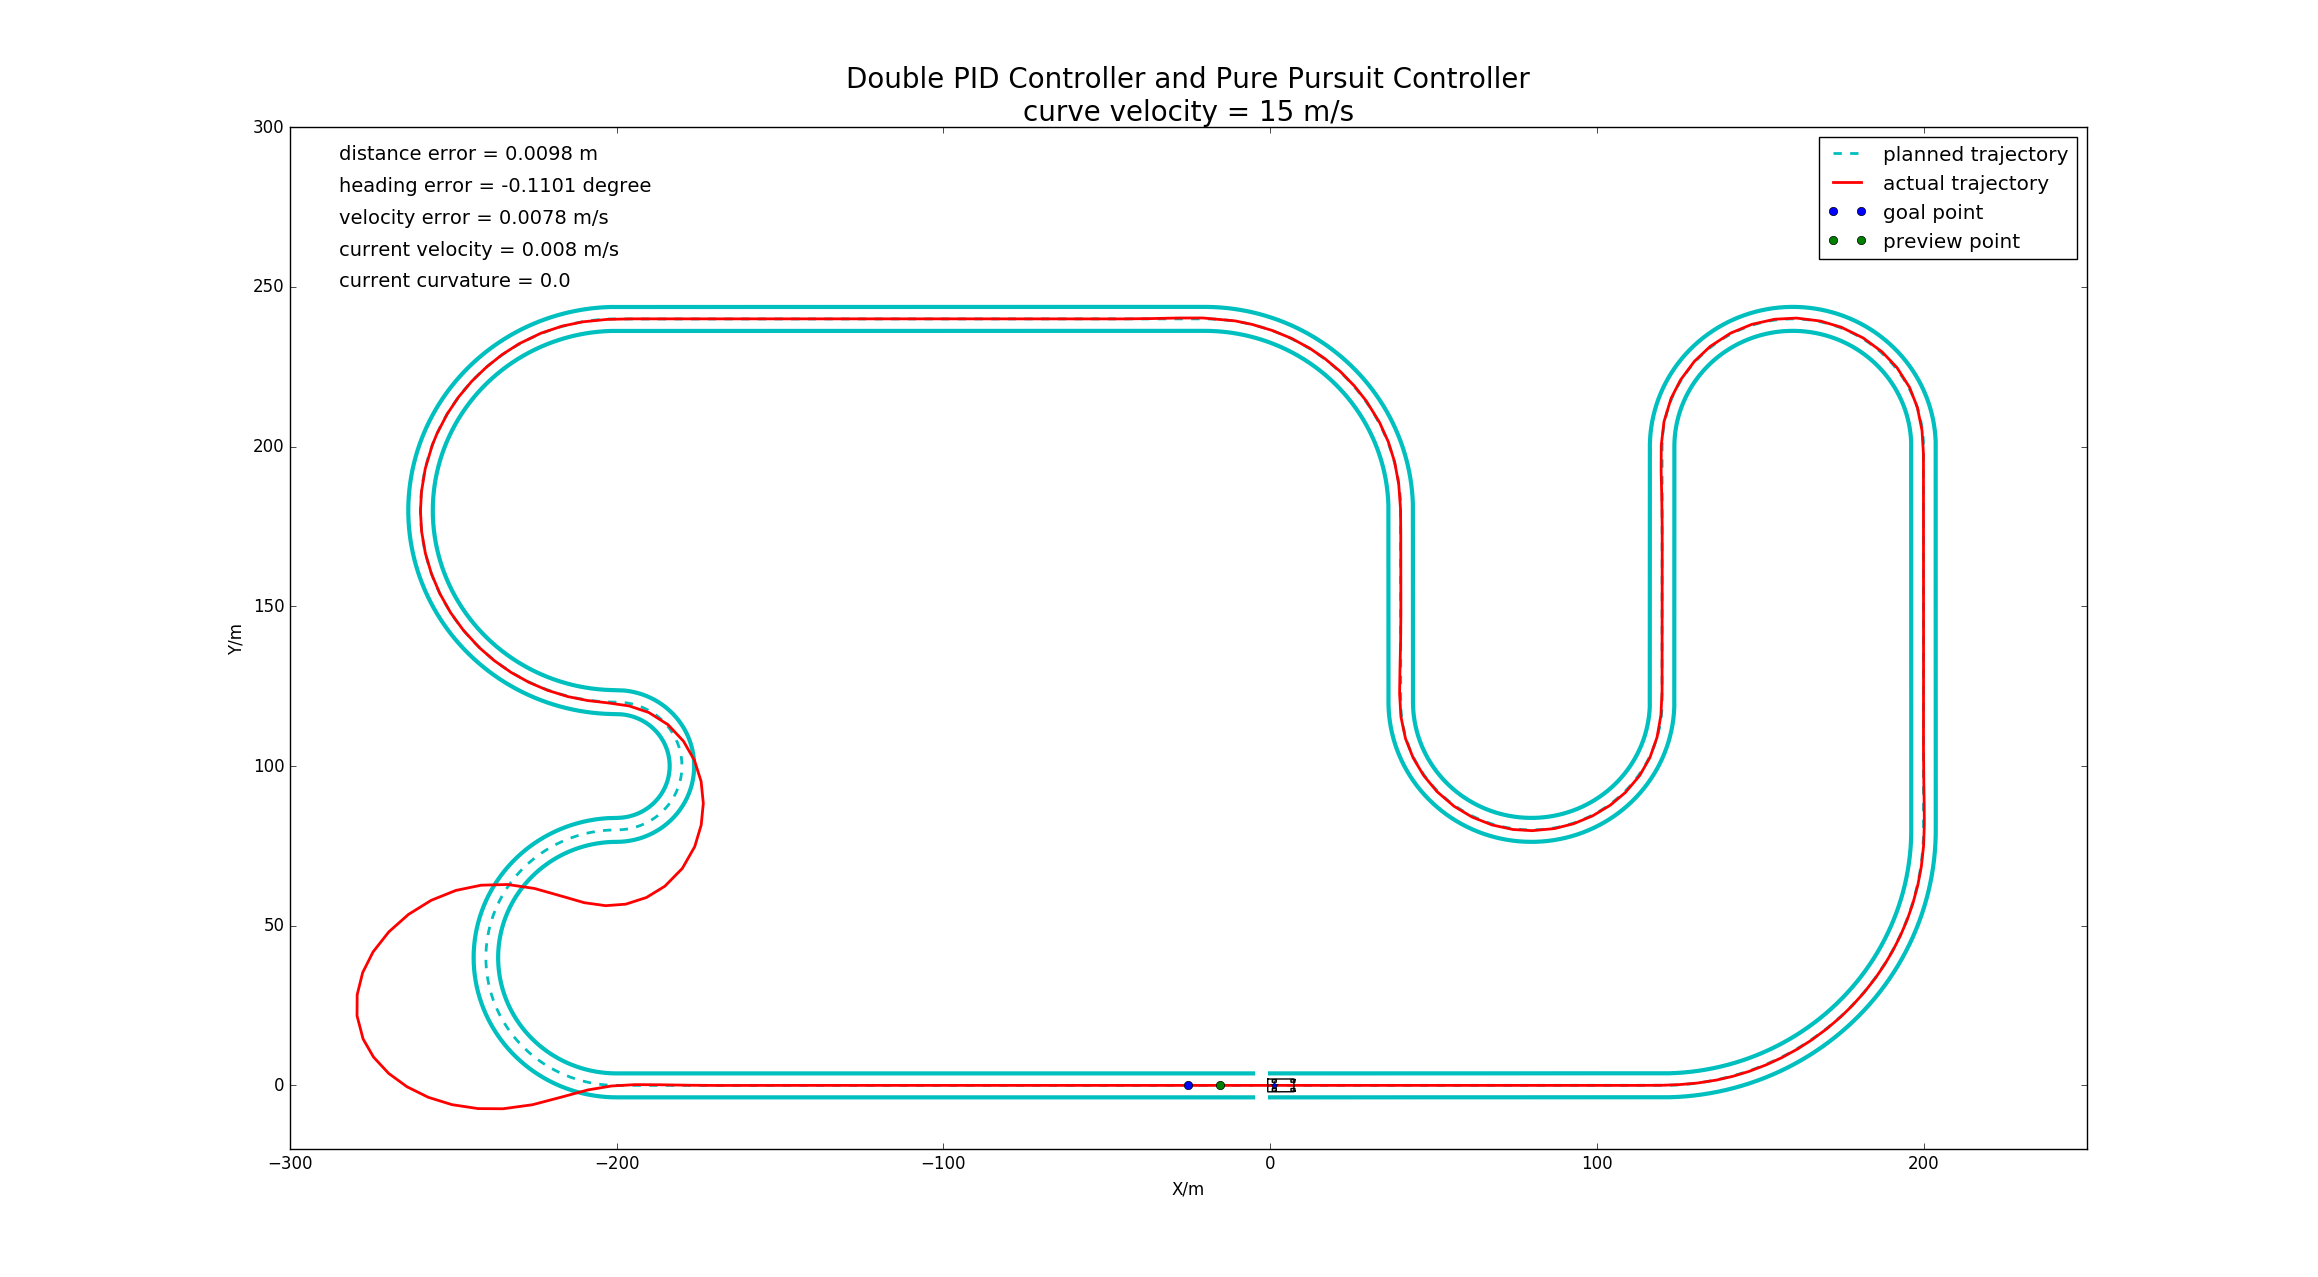 Double PID Controller and Pure Pursuit Controller
curve velocity = 15 m/s
distance error = 0.0098 m
heading error = -0.1101 degree
velocity error = 0.0078 m/s
current velocity = 0.008 m/s
current curvature = 0.0
planned trajectory
actual trajectory
goal point
preview point
300
250
200
150
100
50
0
Y/m
−300
−200
−100
0
100
200
X/m